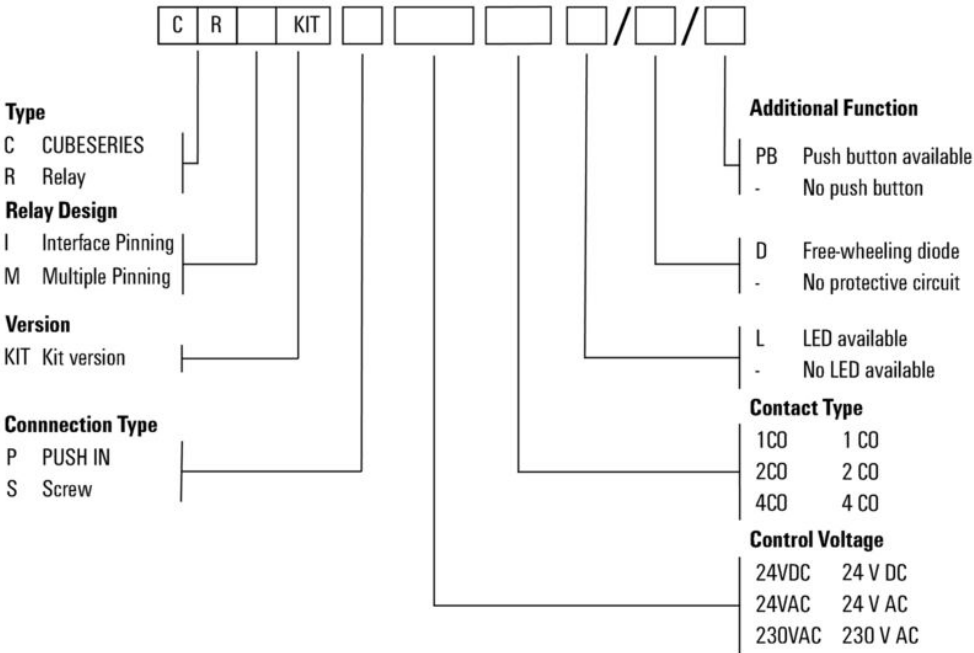 C R KIT / /
Type
C CUBESERIES
R Relay
Relay Design
I Interface Pinning
M Multiple Pinning
Version
KIT Kit version
Connnection Type
P PUSH IN
S Screw
Additional Function
PB Push button available
- No push button
D Free-wheeling diode
- No protective circuit
L LED available
- No LED available
Contact Type
1CO 1 CO
2CO 2 CO
4CO 4 CO
Control Voltage
24VDC 24 V DC
24VAC 24 V AC
230VAC 230 V AC